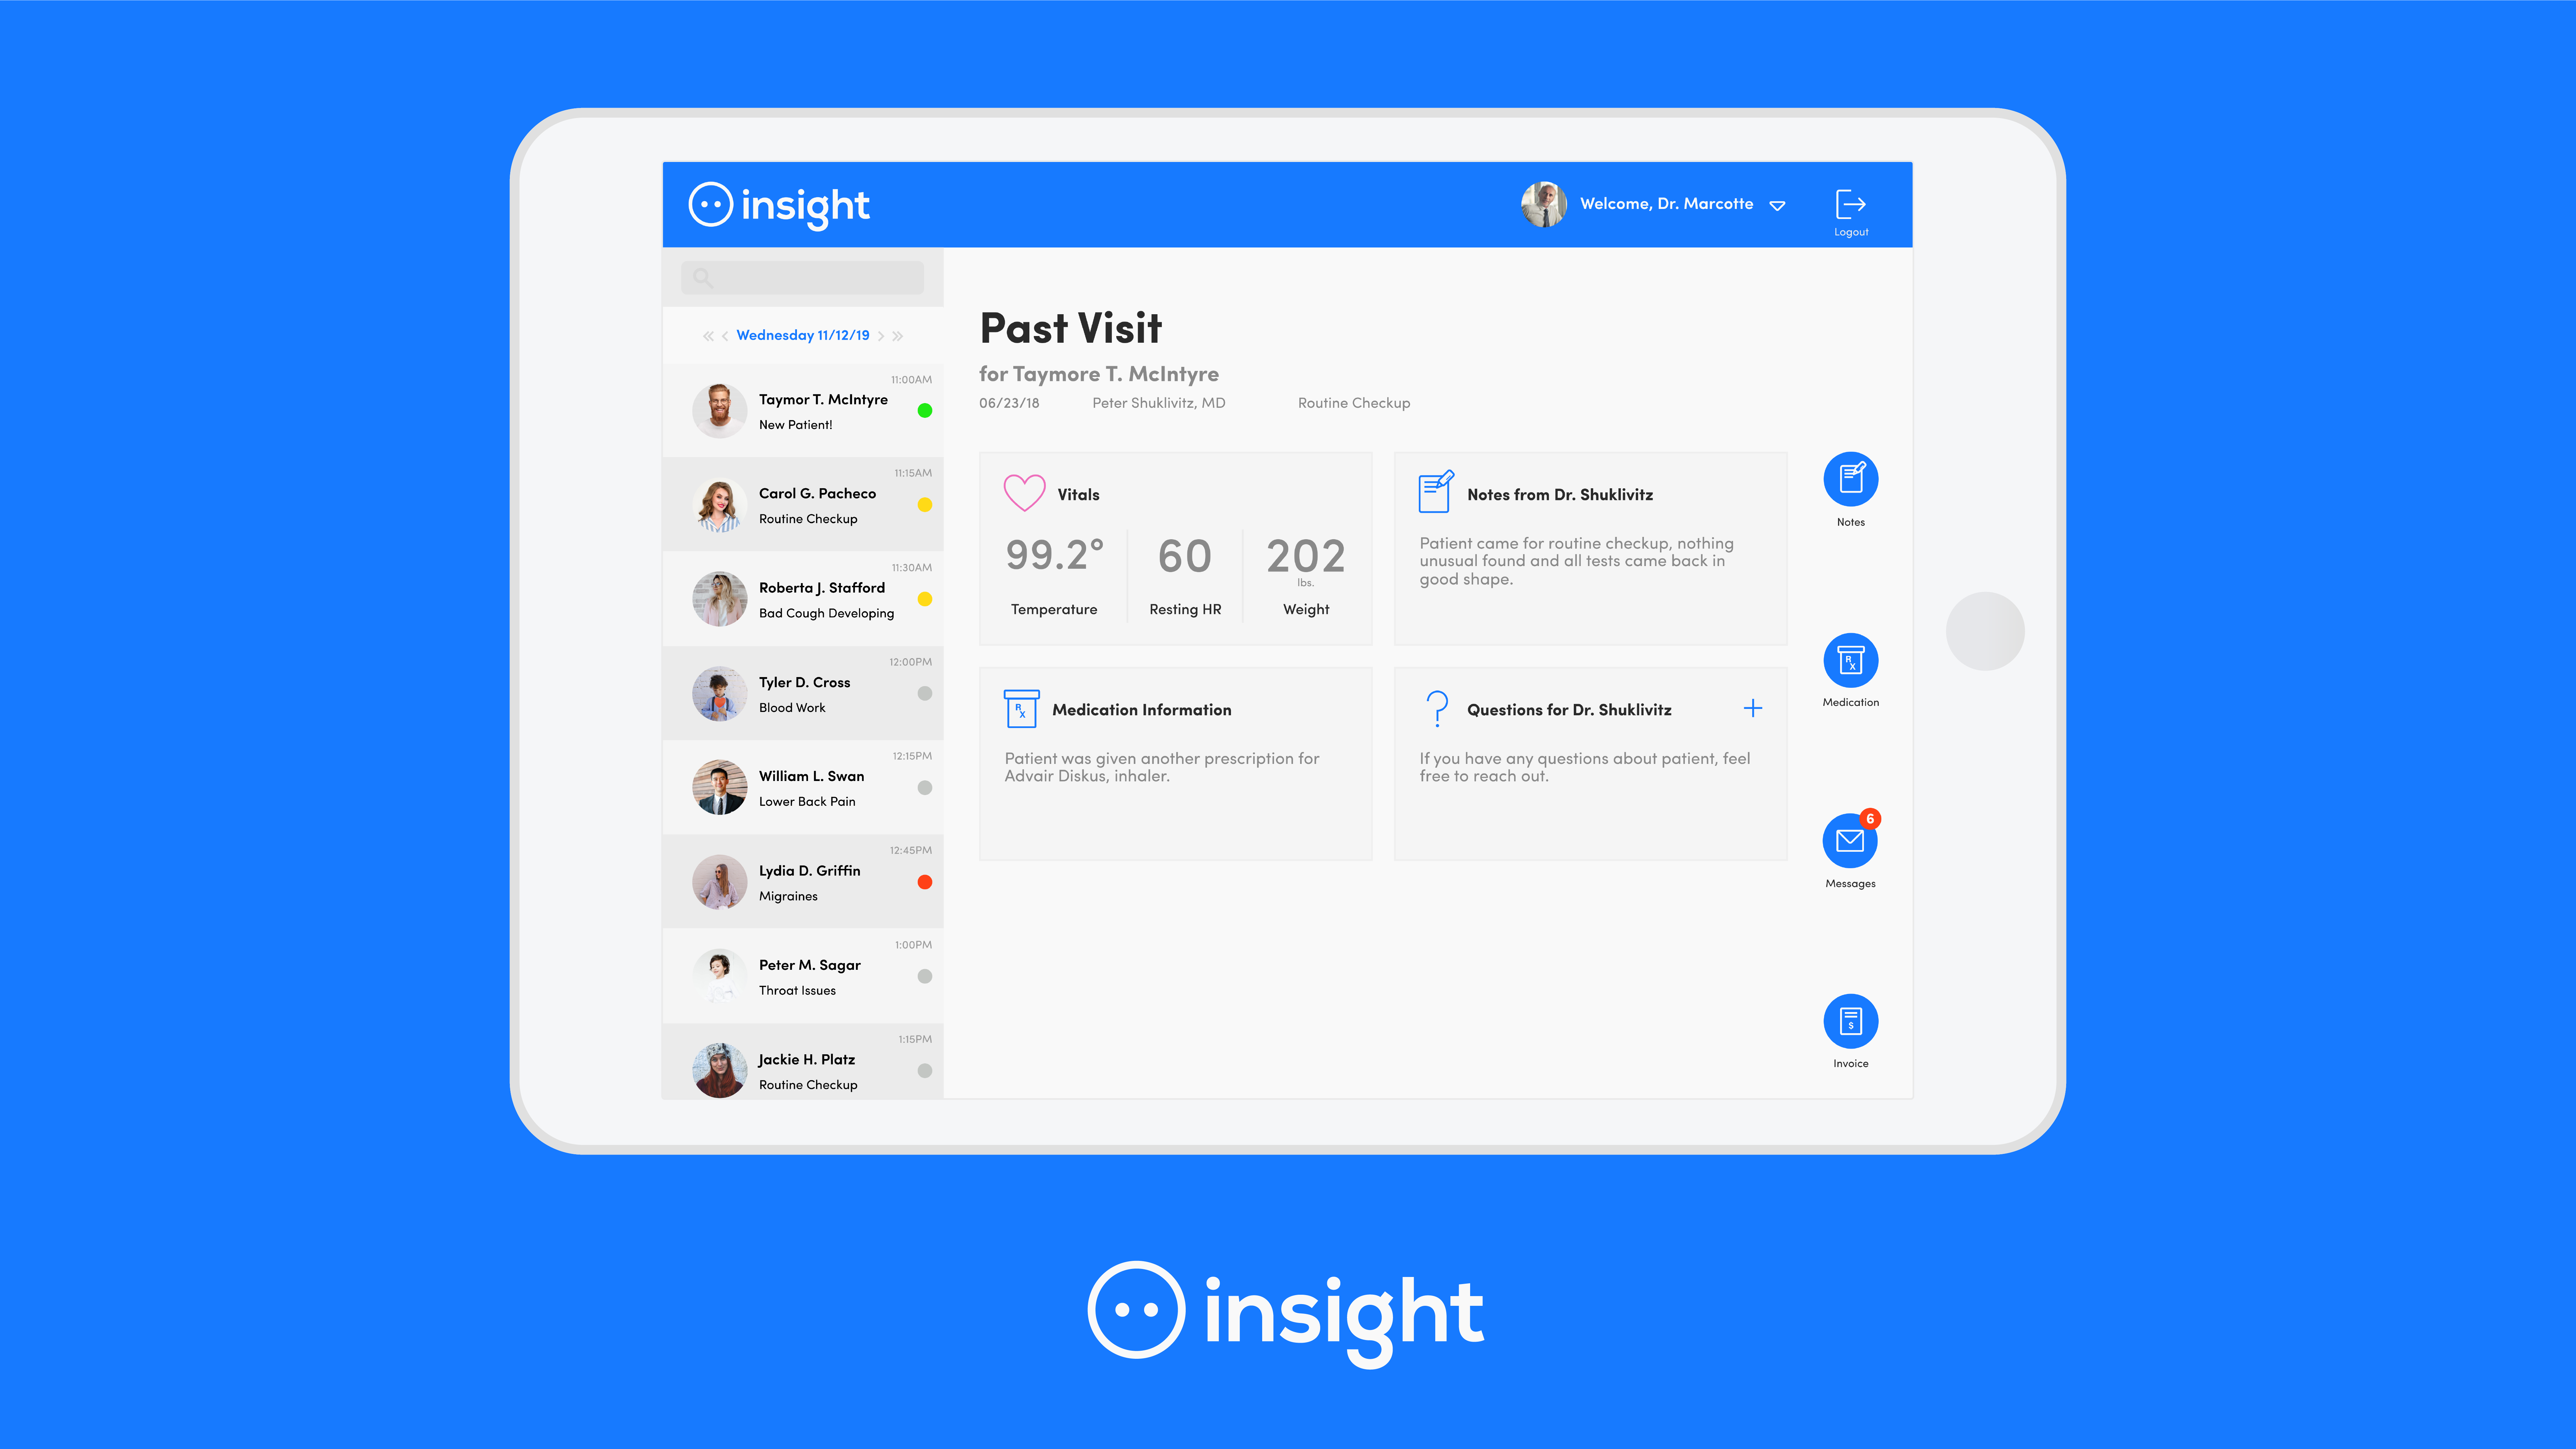 insight
Welcome, Dr. Marcotte
Logout
Wednesday 11/12/19
11:00AM
Taymor T. McIntyre
New Patient!
11:15AM
Carol G. Pacheco
Routine Checkup
11:30AM
Roberta J. Stafford
Bad Cough Developing
12:00PM
Tyler D. Cross
Blood Work
12:15PM
William L. Swan
Lower Back Pain
12:45PM
Lydia D. Griffin
Migraines
1:00PM
Peter M. Sagar
Throat Issues
1:15PM
Jackie H. Platz
Routine Checkup
Past Visit
for Taymore T. McIntyre
06/23/18 Peter Shuklivitz, MD Routine Checkup
Vitals
99.2° 60 202
lbs.
Temperature Resting HR Weight
Notes from Dr. Shuklivitz
Patient came for routine checkup, nothing
unusual found and all tests came back in
good shape.
RX
Medication Information
Patient was given another prescription for
Advair Diskus, inhaler.
? Questions for Dr. Shuklivitz +
If you have any questions about patient, feel
free to reach out.
Notes
RX
Medication
6
Messages
$
Invoice
insight